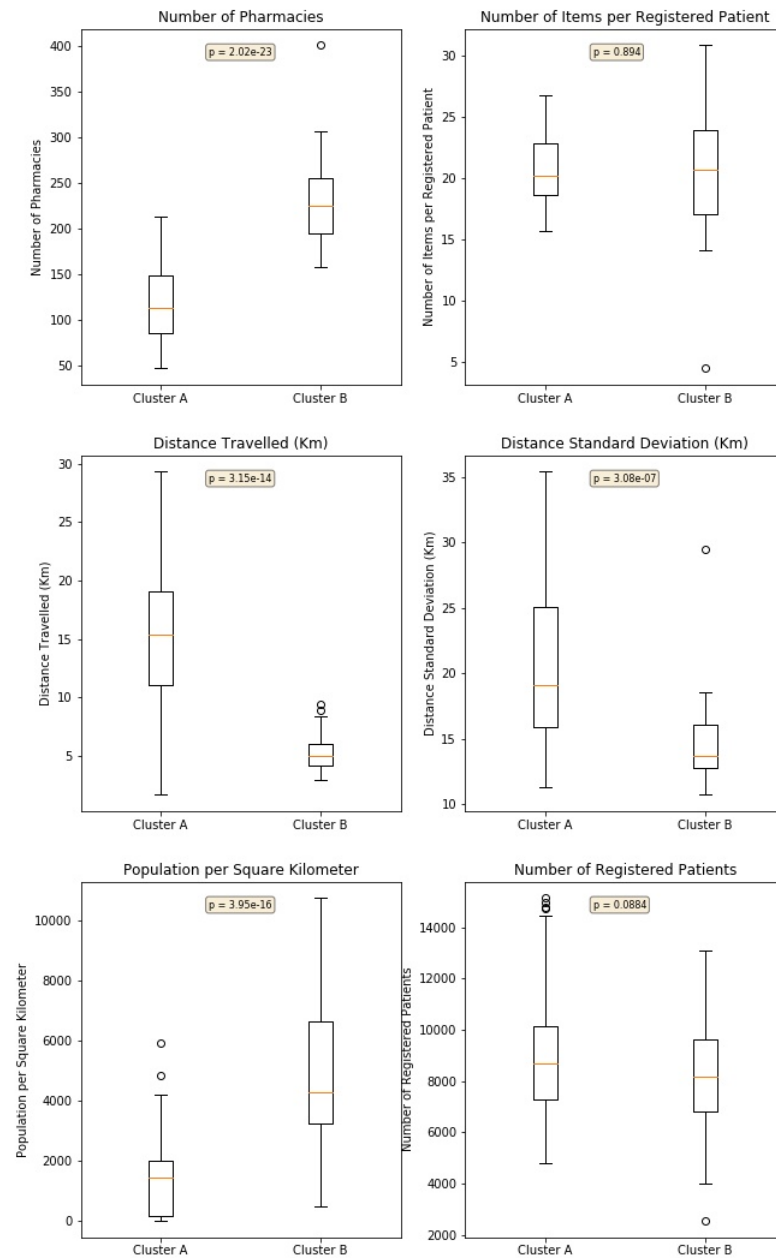 Number of Pharmacies
p = 2.02e-23
Number of Pharmacies
400
350
300
250
200
150
100
50
Cluster A
Cluster B
Number of Items per Registered Patient
p = 0.894
Number of Items per Registered Patient
30
25
20
15
10
5
Cluster A
Cluster B
Distance Travelled (Km)
p = 3.15e-14
Distance Travelled (Km)
30
25
20
15
10
5
Cluster A
Cluster B
Distance Standard Deviation (Km)
p = 3.08e-07
Distance Standard Deviation (Km)
35
30
25
20
15
10
Cluster A
Cluster B
Population per Square Kilometer
p = 3.95e-16
Population per Square Kilometer
10000
8000
6000
4000
2000
0
Cluster A
Cluster B
Number of Registered Patients
p = 0.0884
Number of Registered Patients
14000
12000
10000
8000
6000
4000
2000
Cluster A
Cluster B